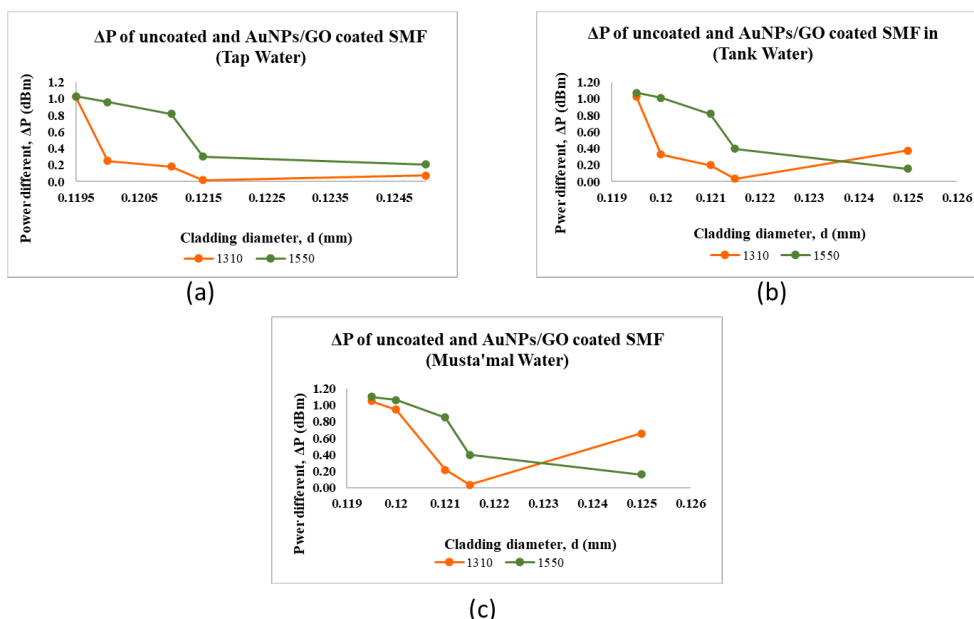 ΔP of uncoated and AuNPs/GO coated SMF
(Tap Water)
Power different, ΔP (dBm)
1.2
1.0
0.8
0.6
0.4
0.2
0.0
0.1195 0.1205 0.1215 0.1225 0.1235 0.1245
Cladding diameter, d (mm)
1310 1550
(a)
ΔP of uncoated and AuNPs/GO coated SMF in
(Tank Water)
Pwer different, ΔP (dBm)
1.20
1.00
0.80
0.60
0.40
0.20
0.00
0.119 0.12 0.121 0.122 0.123 0.124 0.125 0.126
Cladding diameter, d (mm)
1310 1550
(b)
ΔP of uncoated and AuNPs/GO coated SMF
(Musta'mal Water)
Pwer different, ΔP (dBm)
1.20
1.00
0.80
0.60
0.40
0.20
0.00
0.119 0.12 0.121 0.122 0.123 0.124 0.125 0.126
Cladding diameter, d (mm)
1310 1550
(c)